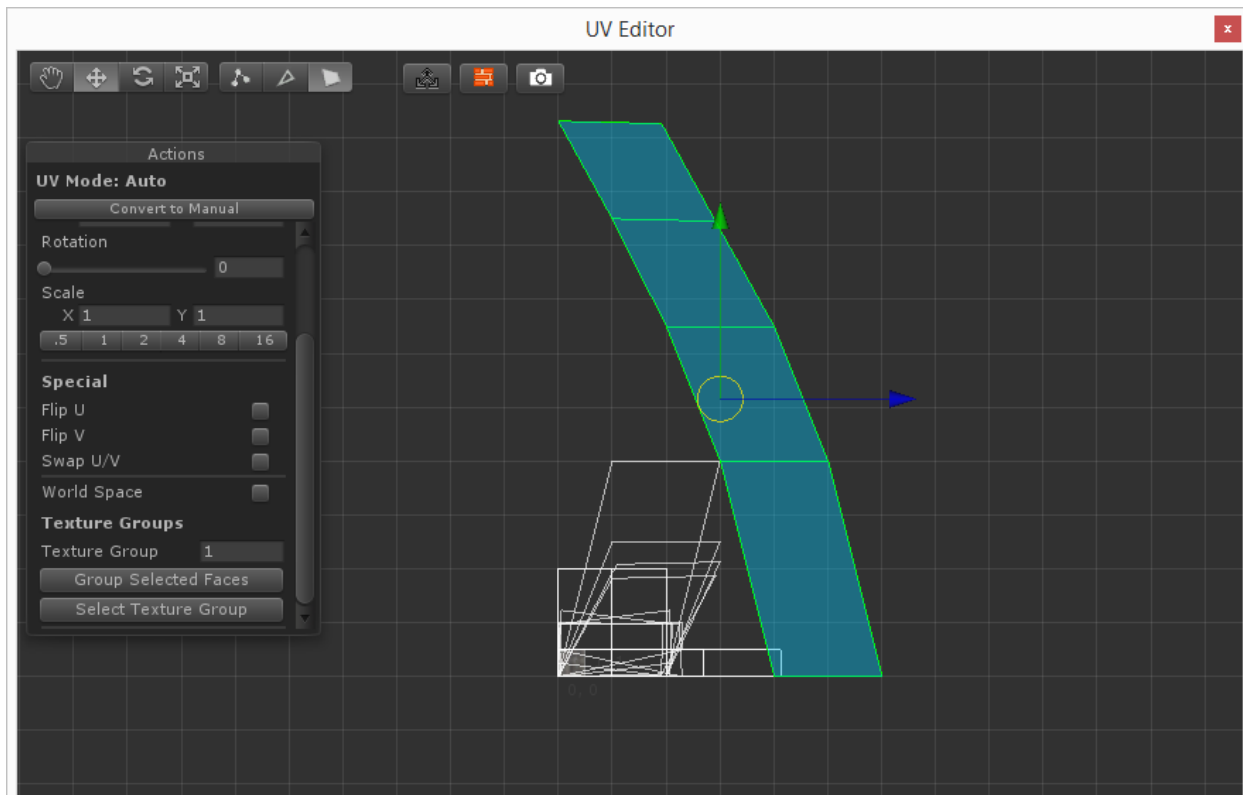 UV Editor
x
Actions
UV Mode: Auto
Convert to Manual
Rotation
0
Scale
X 1 Y 1
.5 1 2 4 8 16
Special
Flip U
Flip V
Swap U/V
World Space
Texture Groups
Texture Group 1
Group Selected Faces
Select Texture Group
0, 0